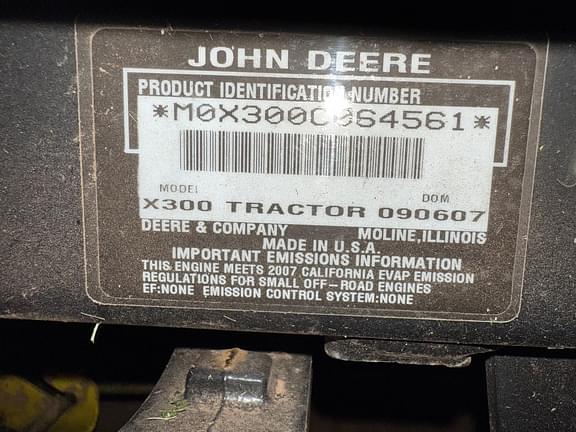 JOHN DEERE
PRODUCT IDENTIFICATION NUMBER
*M0X300C064561*
MODEL DOM
X300 TRACTOR 090607
DEERE & COMPANY MOLINE, ILLINOIS
MADE IN U.S.A.
IMPORTANT EMISSIONS INFORMATION
THIS ENGINE MEETS 2007 CALIFORNIA EVAP EMISSION
REGULATIONS FOR SMALL OFF-ROAD ENGINES
EF:NONE EMISSION CONTROL SYSTEM:NONE